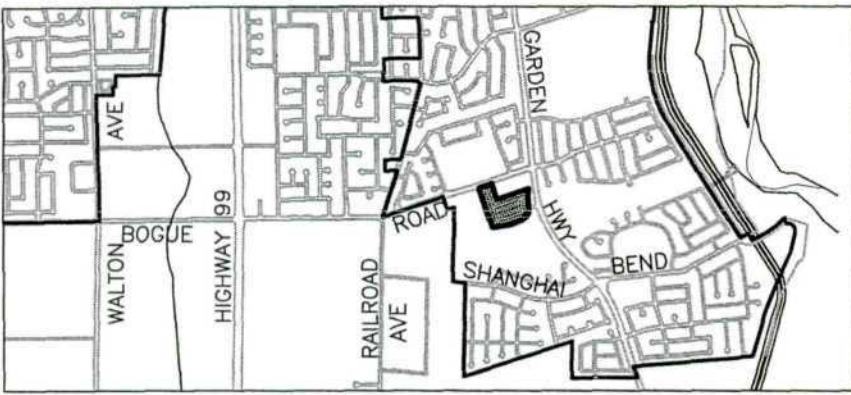 GARDEN
HWY
AVE
WALTON
BOGUE
ROAD
HIGHWAY 99
RAILROAD
AVE
SHANGHAI
BEND